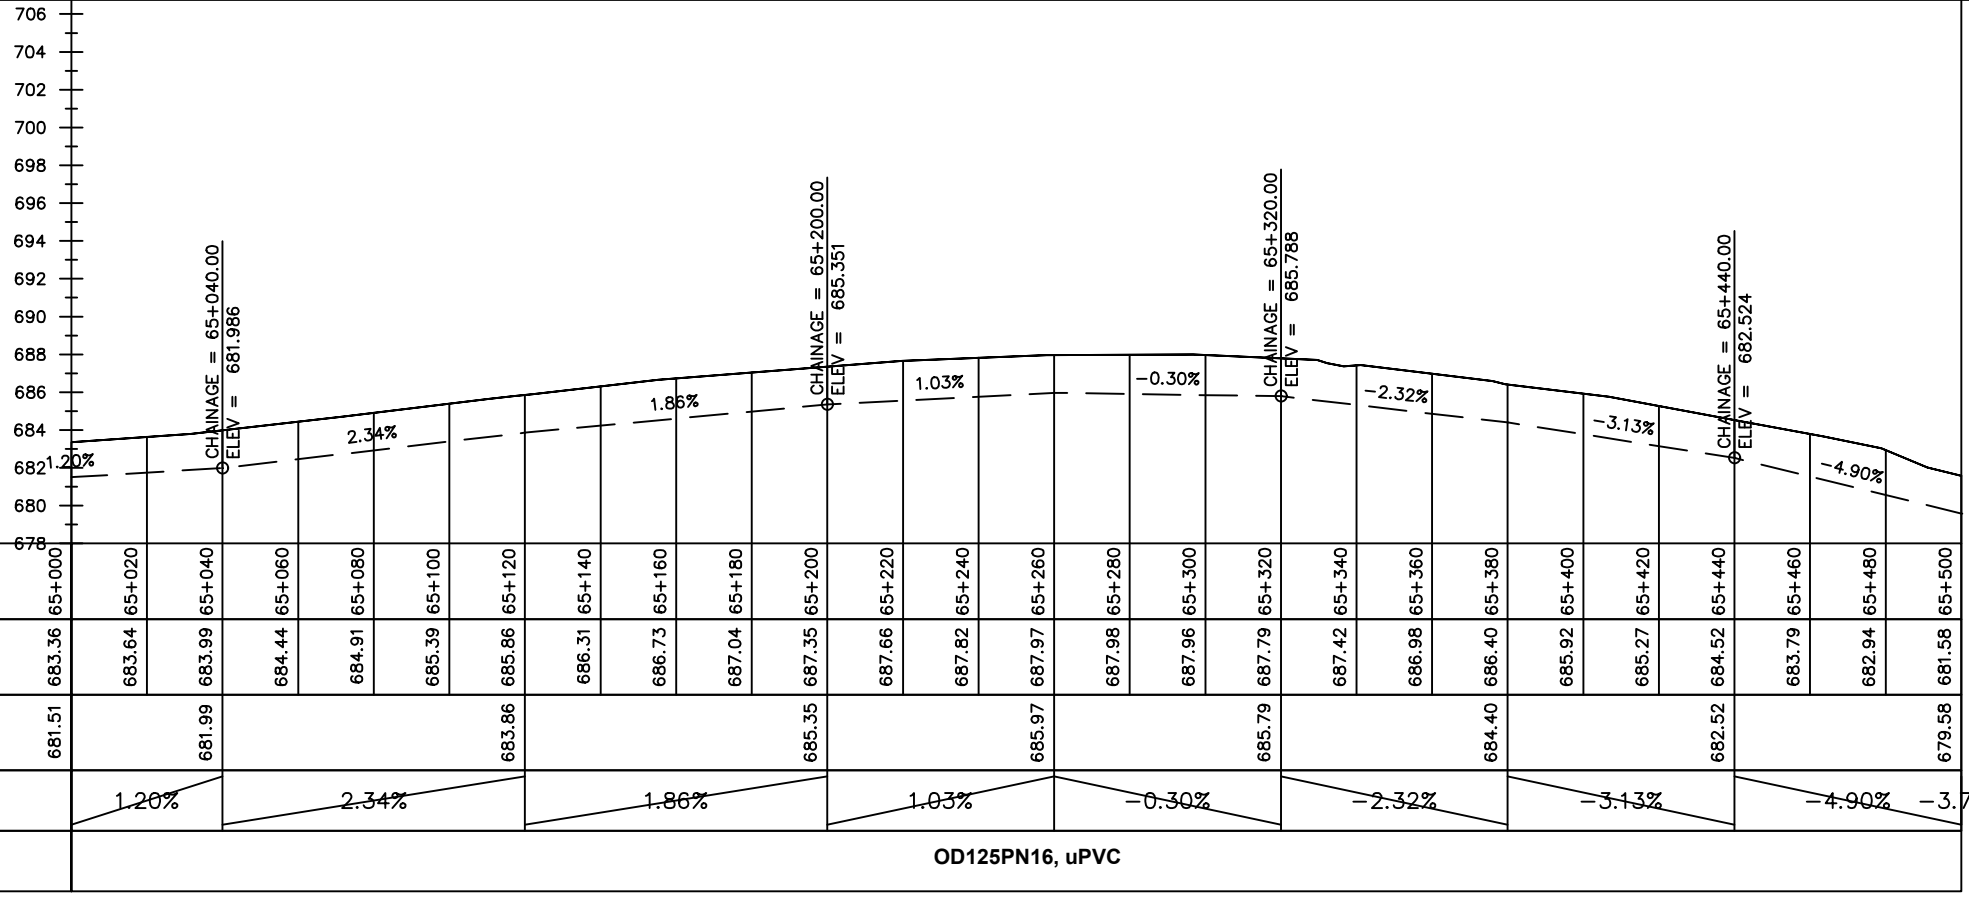 706
704
702
700
698
696
694
692
690
688
686
684
682
680
678
CHAINAGE = 65+040.00
ELEV = 681.986
CHAINAGE = 65+200.00
ELEV = 685.351
CHAINAGE = 65+320.00
ELEV = 685.788
CHAINAGE = 65+440.00
ELEV = 682.524
1.20%
2.34%
1.86%
1.03%
-0.30%
-2.32%
-3.13%
-4.90%
65+000 65+020 65+040 65+060 65+080 65+100 65+120 65+140 65+160 65+180 65+200 65+220 65+240 65+260 65+280 65+300 65+320 65+340 65+360 65+380 65+400 65+420 65+440 65+460 65+480 65+500
683.36 683.64 683.99 684.44 684.91 685.39 685.86 686.31 686.73 687.04 687.35 687.66 687.82 687.97 687.98 687.96 687.79 687.42 686.98 686.40 685.92 685.27 684.52 683.79 682.94 681.58
681.51 681.99 683.86 685.35 685.97 685.79 684.40 682.52 679.58
1.20% 2.34% 1.86% 1.03% -0.30% -2.32% -3.13% -4.90% -3.7
OD125PN16, uPVC